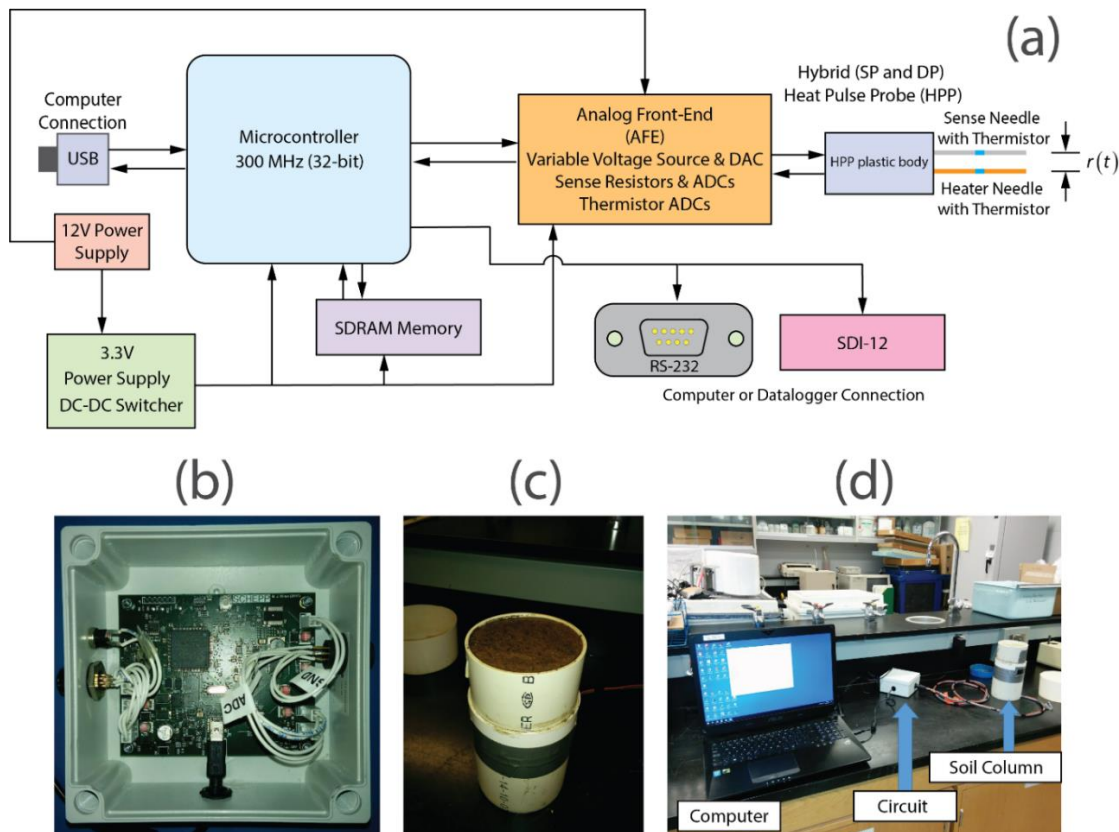 (a)
Computer
Connection
USB
Microcontroller
300 MHz (32-bit)
Analog Front-End
(AFE)
Variable Voltage Source & DAC
Sense Resistors & ADCs
Thermistor ADCs
Hybrid (SP and DP)
Heat Pulse Probe (HPP)
Sense Needle
with Thermistor
HPP plastic body
r(t)
Heater Needle
with Thermistor
12V Power
Supply
SDRAM Memory
3.3V
Power Supply
DC-DC Switcher
RS-232
SDI-12
Computer or Datalogger Connection
(b)
(c)
(d)
ADC
Computer
Circuit
Soil Column